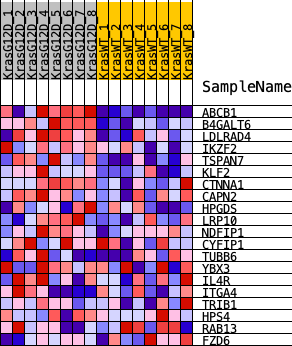 KrasG12D_1
KrasG12D_2
KrasG12D_3
KrasG12D_4
KrasG12D_5
KrasG12D_6
KrasG12D_7
KrasG12D_8
KrasWT_1
KrasWT_2
KrasWT_3
KrasWT_4
KrasWT_5
KrasWT_6
KrasWT_7
KrasWT_8
SampleName
ABCB1
B4GALT6
LDLRAD4
IKZF2
TSPAN7
KLF2
CTNNA1
CAPN2
HPGDS
LRP10
NDFIP1
CYFIP1
TUBB6
YBX3
IL4R
ITGA4
TRIB1
HPS4
RAB13
FZD6